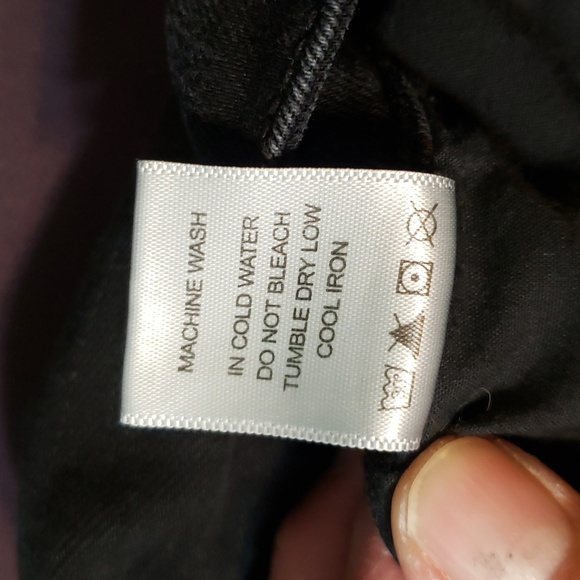 MACHINE WASH
IN COLD WATER
DO NOT BLEACH
TUMBLE DRY LOW
COOL IRON